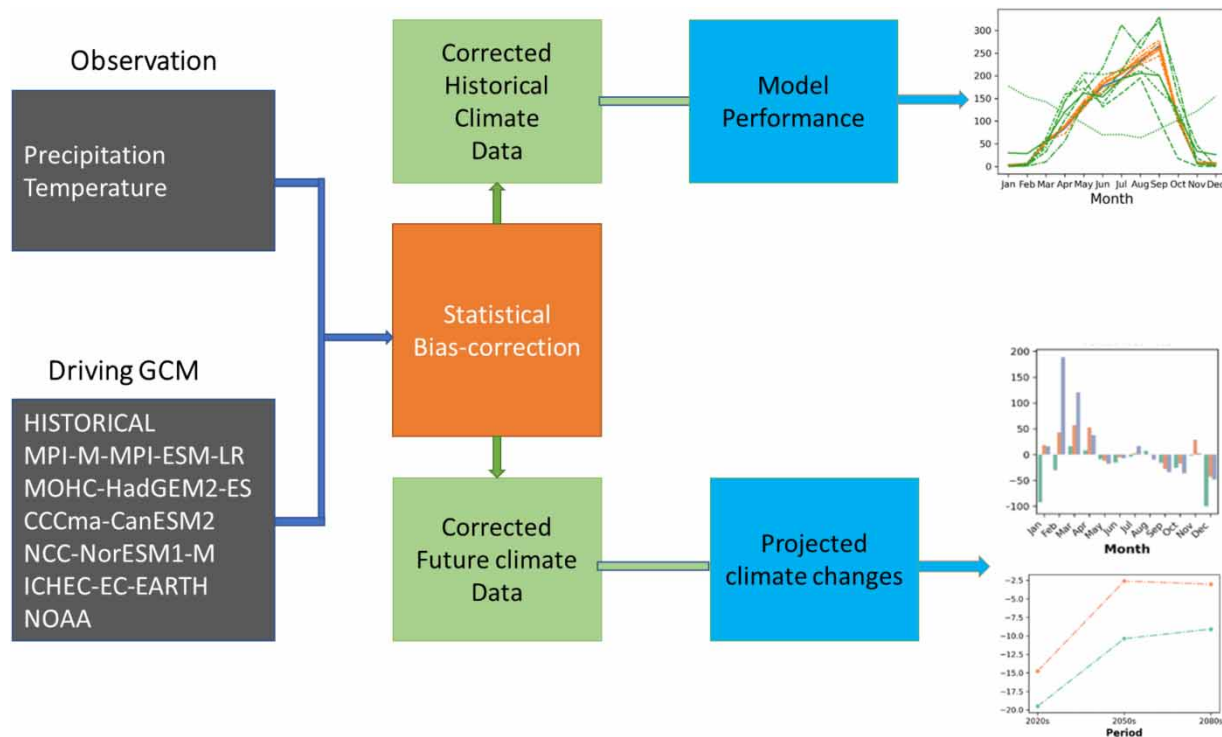 Observation
Precipitation
Temperature
Driving GCM
HISTORICAL
MPI-M-MPI-ESM-LR
MOHC-HadGEM2-ES
CCCma-CanESM2
NCC-NorESM1-M
ICHEC-EC-EARTH
NOAA
Corrected
Historical
Climate
Data
Statistical
Bias-correction
Corrected
Future climate
Data
Model
Performance
Projected
climate changes
300
250
200
150
100
50
0
Jan Feb Mar Apr May Jun Jul Aug Sep Oct Nov Dec
Month
200
150
100
50
0
-50
-100
Jan Feb Mar Apr May Jun Jul Aug Sep Oct Nov Dec
Month
-2.5
-5.0
-7.5
-10.0
-12.5
-15.0
-17.5
-20.0
2020s 2050s 2080s
Period